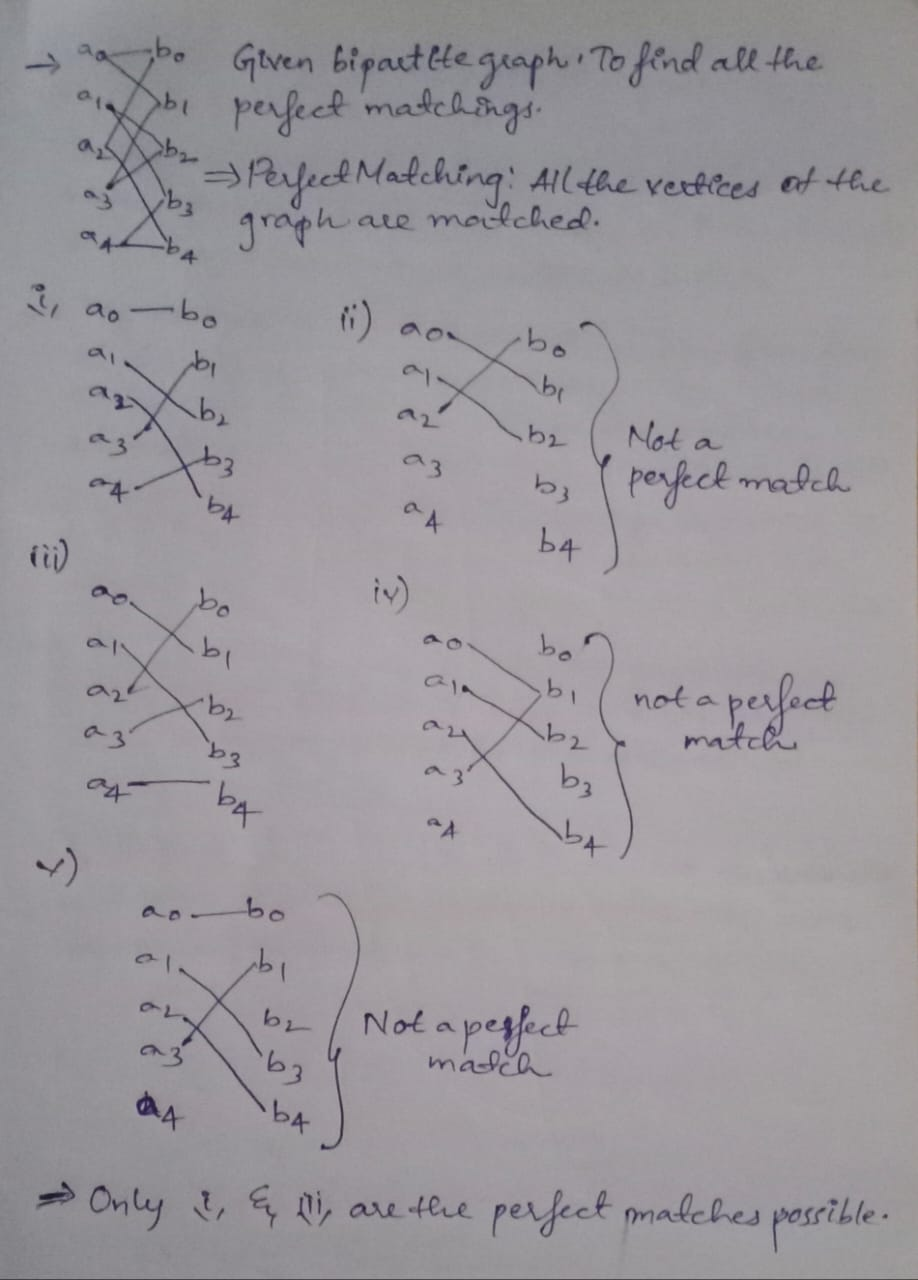 → a0 b0 Given bipartite graph. To find all the
a1 b1 perfect matchings.
a2 b2 ⇒ Perfect Matching: All the vertices of the
a3 b3 graph are matched.
a4 b4
i, a0 b0
a1 b1
a2 b2
a3 b3
a4 b4
ii) a0 b0
a1 b1
a2 b2
a3 b3
a4 b4
Not a
perfect match
iii)
a0 b0
a1 b1
a2 b2
a3 b3
a4 b4
iv)
a0 b0
a1 b1
a2 b2
a3 b3
a4 b4
not a perfect
match
v)
a0 b0
a1 b1
a2 b2
a3 b3
a4 b4
Not a perfect
match
⇒ Only i, & iii, are the perfect matches possible.